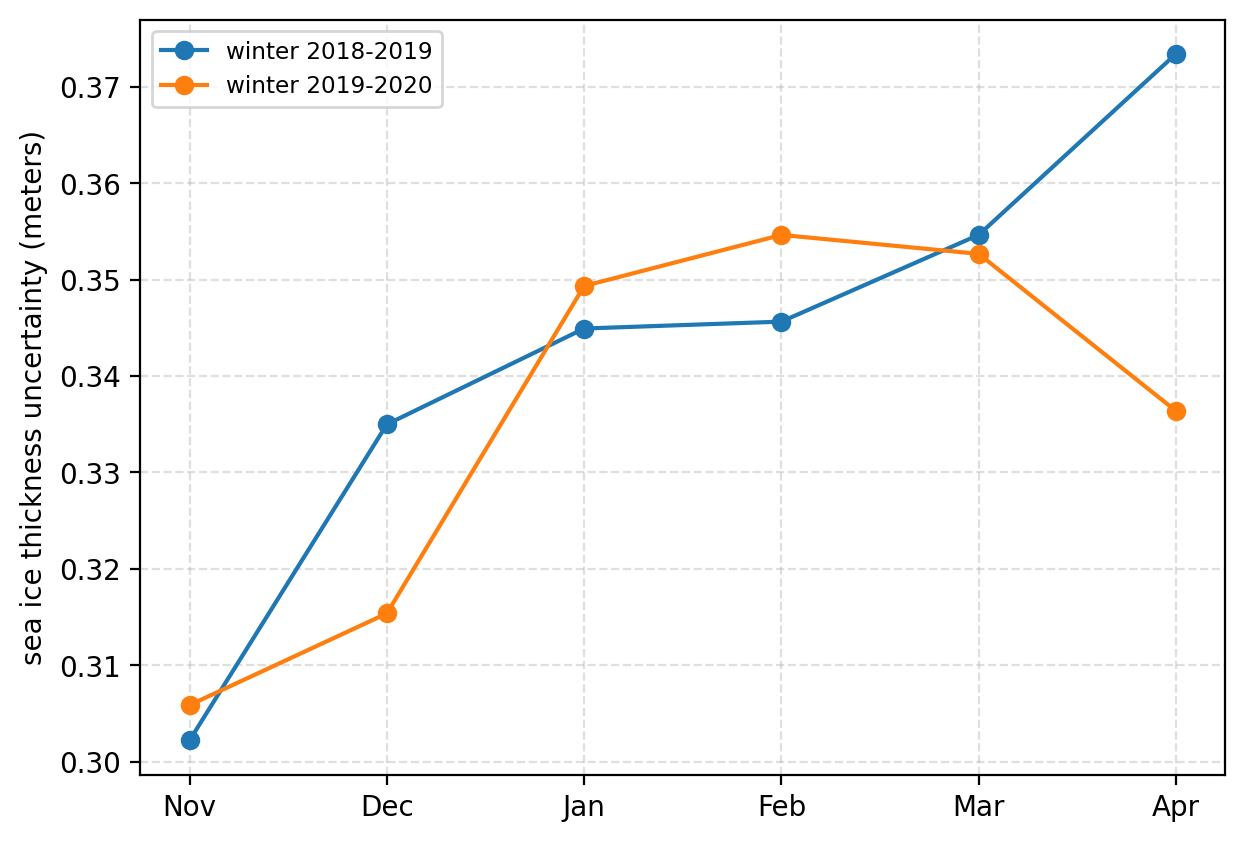 winter 2018-2019
winter 2019-2020
sea ice thickness uncertainty (meters)
0.37
0.36
0.35
0.34
0.33
0.32
0.31
0.30
Nov Dec Jan Feb Mar Apr